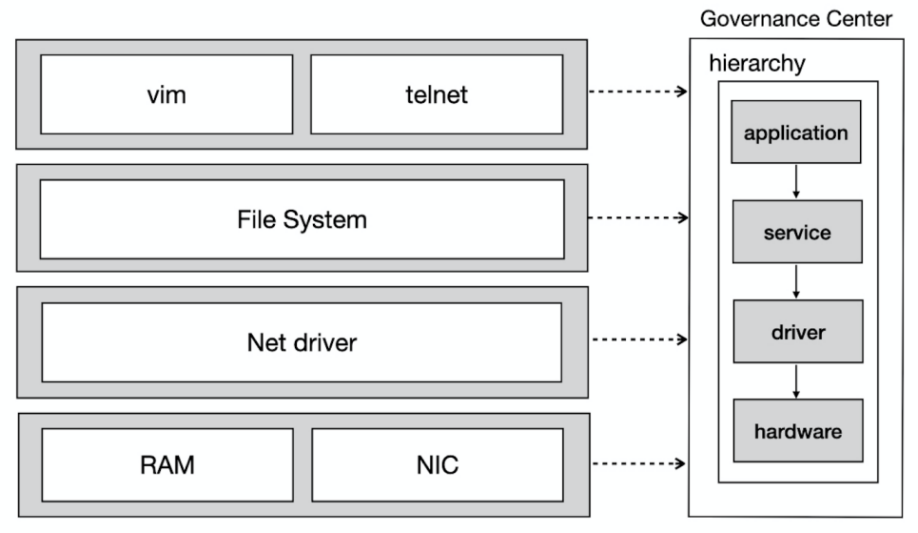 Governance Center
hierarchy
vim
telnet
application
File System
service
Net driver
driver
RAM
NIC
hardware